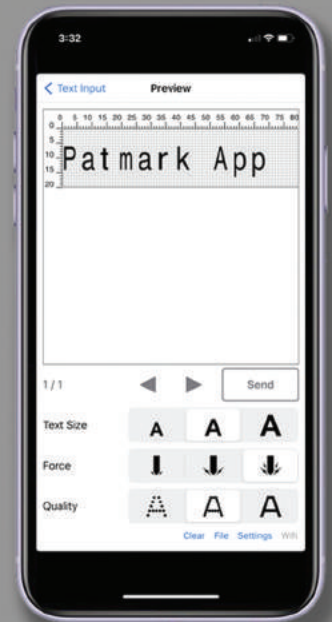 3:32
Text Input Preview
0 5 10 15 20 25 30 35 40 45 50 55 60 65 70 75 80
0
5
10
15
20
Patmark App
1 / 1 Send
Text Size A A A
Force
Quality A A A
Clear File Settings Wifi